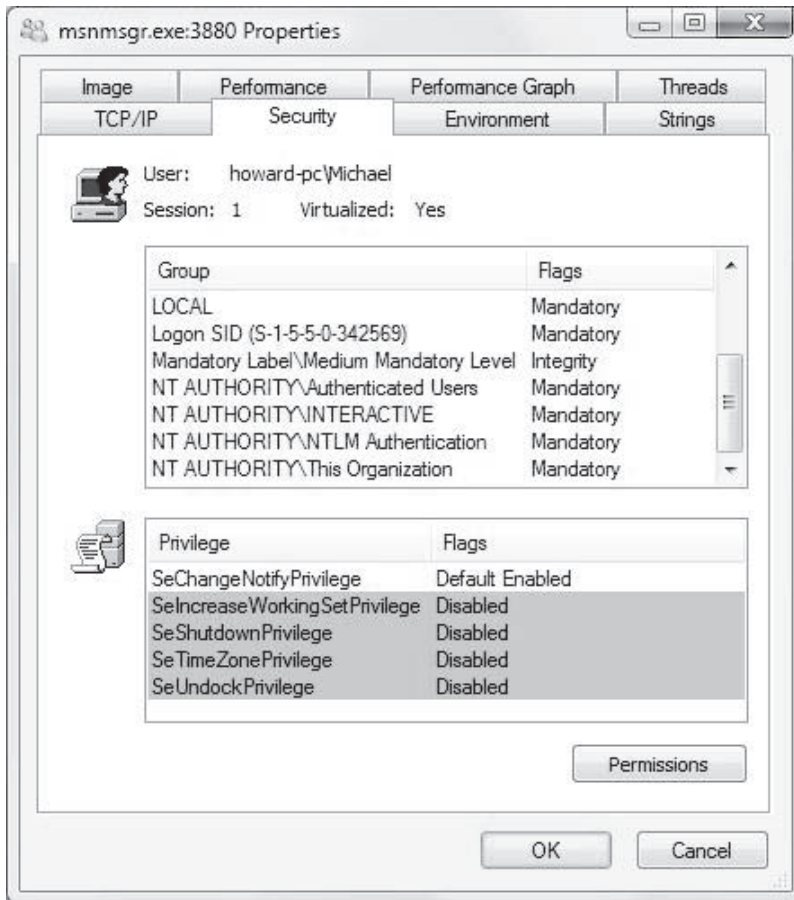 msnmsgr.exe:3880 Properties
Image Performance Performance Graph Threads
TCP/IP Security Environment Strings
User: howard-pc\Michael
Session: 1 Virtualized: Yes
Group Flags
LOCAL Mandatory
Logon SID (S-1-5-5-0-342569) Mandatory
Mandatory Label\Medium Mandatory Level Integrity
NT AUTHORITY\Authenticated Users Mandatory
NT AUTHORITY\INTERACTIVE Mandatory
NT AUTHORITY\NTLM Authentication Mandatory
NT AUTHORITY\This Organization Mandatory
Privilege Flags
SeChangeNotifyPrivilege Default Enabled
SeIncreaseWorkingSetPrivilege Disabled
SeShutdownPrivilege Disabled
SeTimeZonePrivilege Disabled
SeUndockPrivilege Disabled
Permissions
OK Cancel